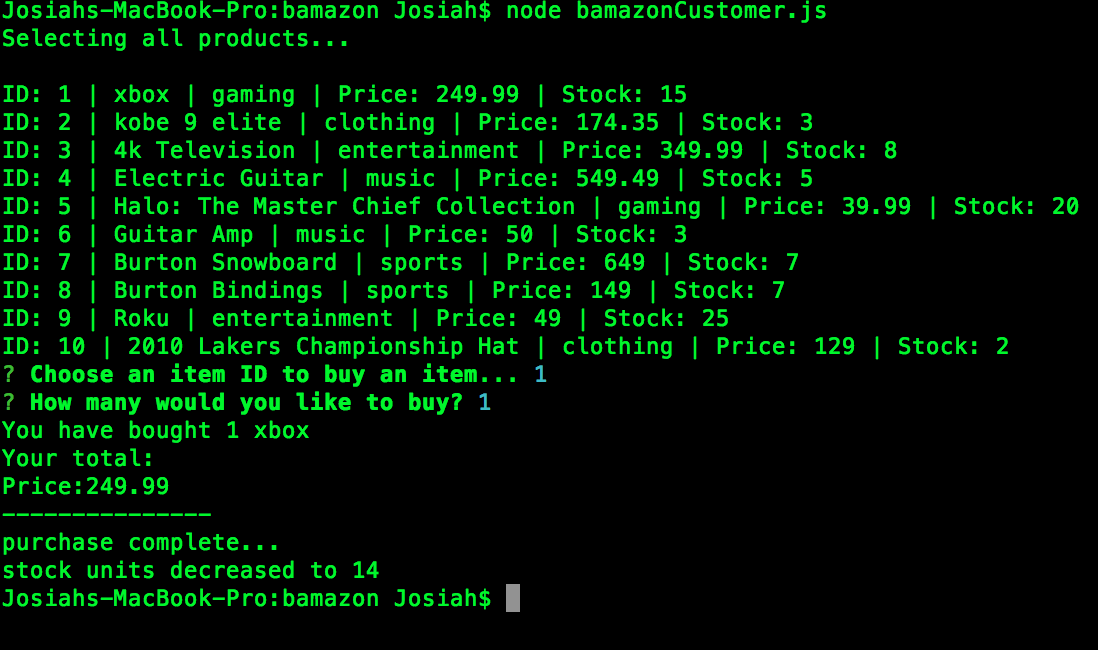 Josiahs-MacBook-Pro:bamazon Josiah$ node bamazonCustomer.js
Selecting all products...
ID: 1 | xbox | gaming | Price: 249.99 | Stock: 15
ID: 2 | kobe 9 elite | clothing | Price: 174.35 | Stock: 3
ID: 3 | 4k Television | entertainment | Price: 349.99 | Stock: 8
ID: 4 | Electric Guitar | music | Price: 549.49 | Stock: 5
ID: 5 | Halo: The Master Chief Collection | gaming | Price: 39.99 | Stock: 20
ID: 6 | Guitar Amp | music | Price: 50 | Stock: 3
ID: 7 | Burton Snowboard | sports | Price: 649 | Stock: 7
ID: 8 | Burton Bindings | sports | Price: 149 | Stock: 7
ID: 9 | Roku | entertainment | Price: 49 | Stock: 25
ID: 10 | 2010 Lakers Championship Hat | clothing | Price: 129 | Stock: 2
? Choose an item ID to buy an item... 1
? How many would you like to buy? 1
You have bought 1 xbox
Your total:
Price:249.99
---------------
purchase complete...
stock units decreased to 14
Josiahs-MacBook-Pro:bamazon Josiah$